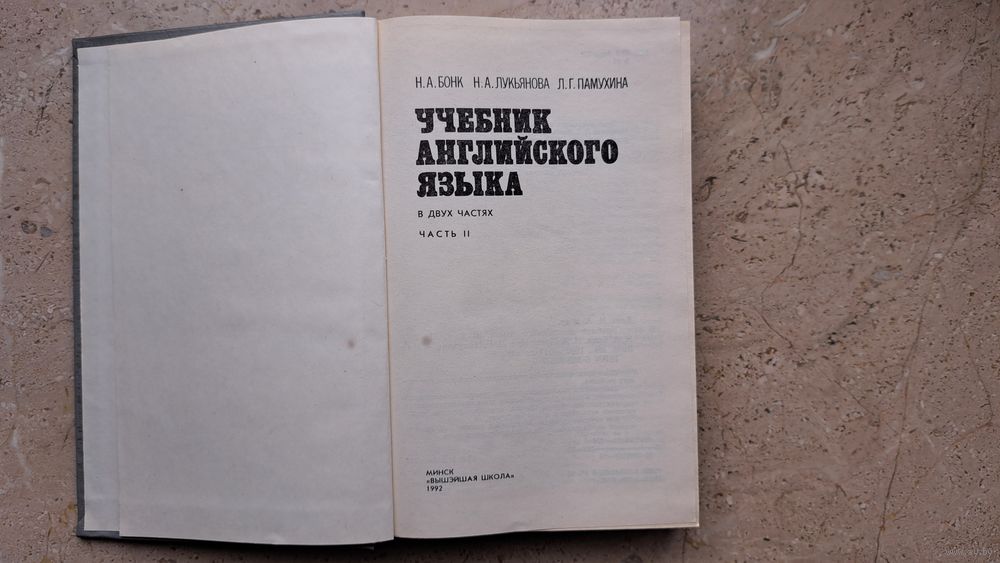 Н. А. БОНК Н. А. ЛУКЬЯНОВА Л. Г. ПАМУХИНА
УЧЕБНИК
АНГЛИЙСКОГО
ЯЗЫКА
В ДВУХ ЧАСТЯХ
ЧАСТЬ II
МИНСК
«ВЫШЭЙШАЯ ШКОЛА»
1992